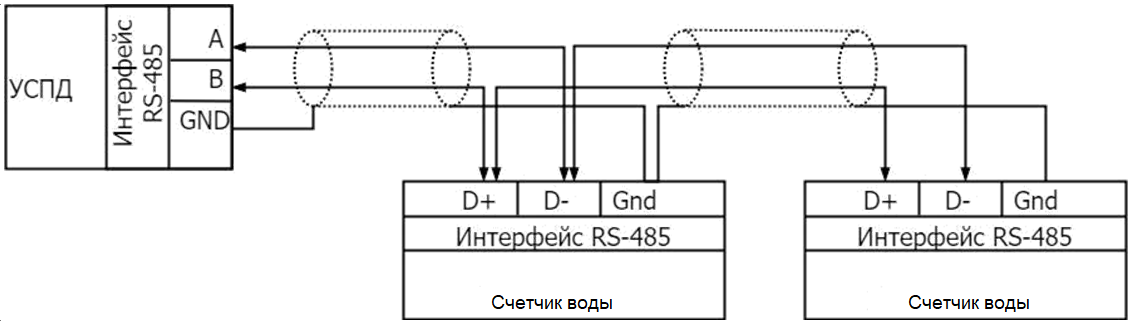 УСПД
Интерфейс
RS-485
A
B
GND
D+ D- Gnd
Интерфейс RS-485
Счетчик воды
D+ D- Gnd
Интерфейс RS-485
Счетчик воды